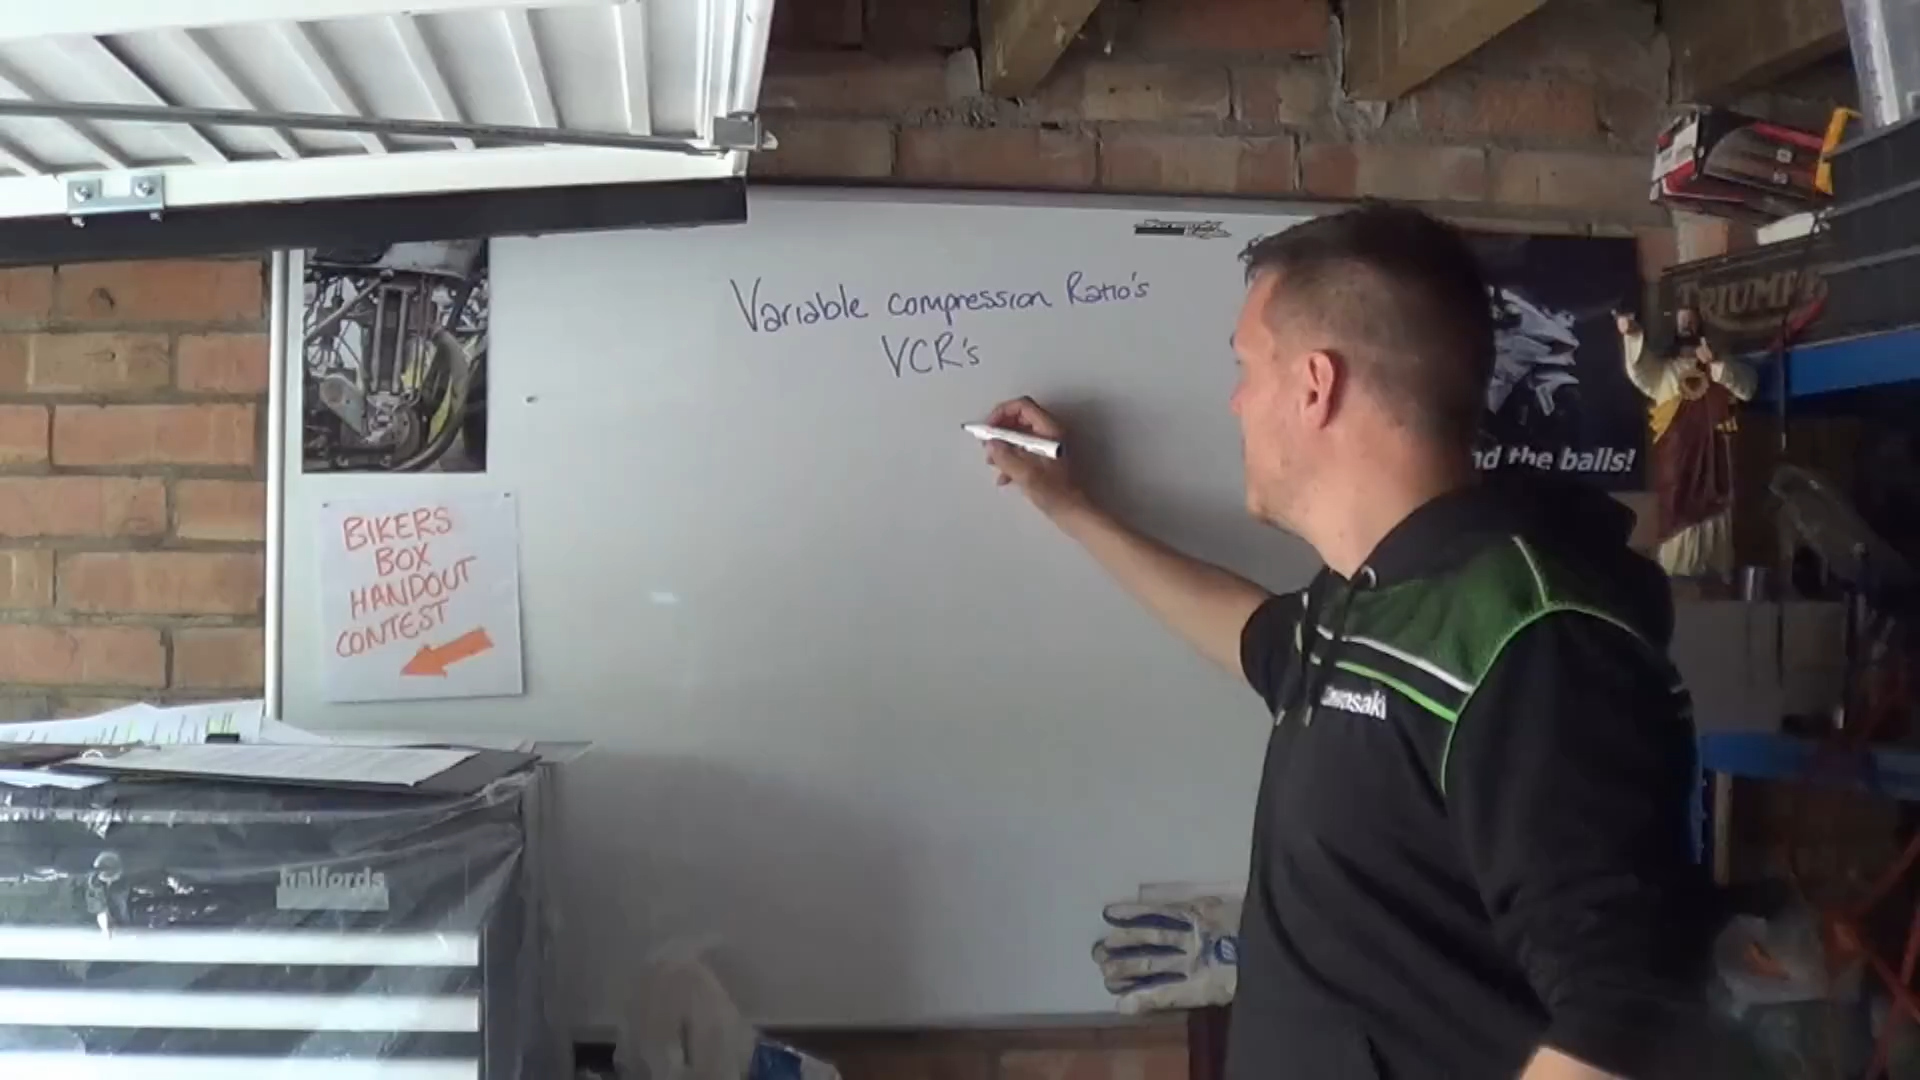 Variable compression Ratio's
VCR's
TRIUMPH
nd the balls!
BIKERS
BOX
HANDOUT
CONTEST
Kawasaki
halfords